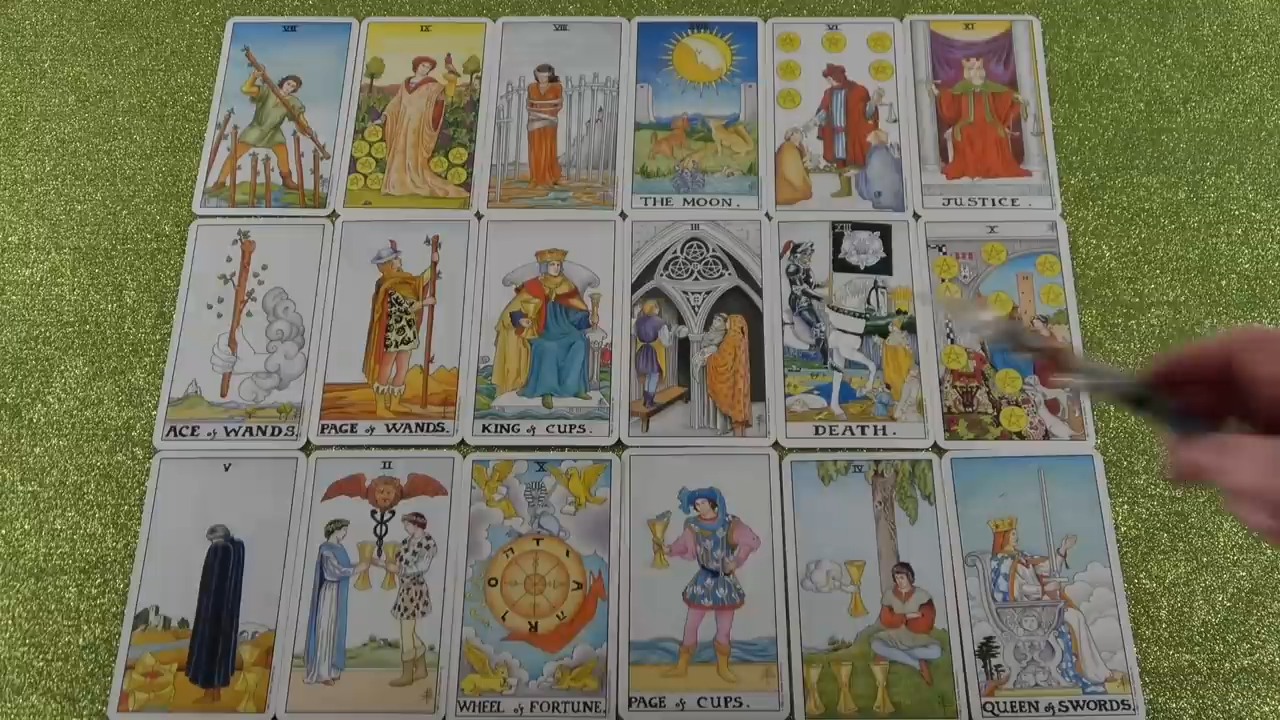 VII
IX
VIII
XVIII
VI
XI
THE MOON.
JUSTICE.
III
XIII
X
ACE of WANDS.
PAGE of WANDS.
KING of CUPS.
DEATH.
V
II
X
IV
T
A
R
O
WHEEL of FORTUNE.
PAGE of CUPS.
QUEEN of SWORDS.